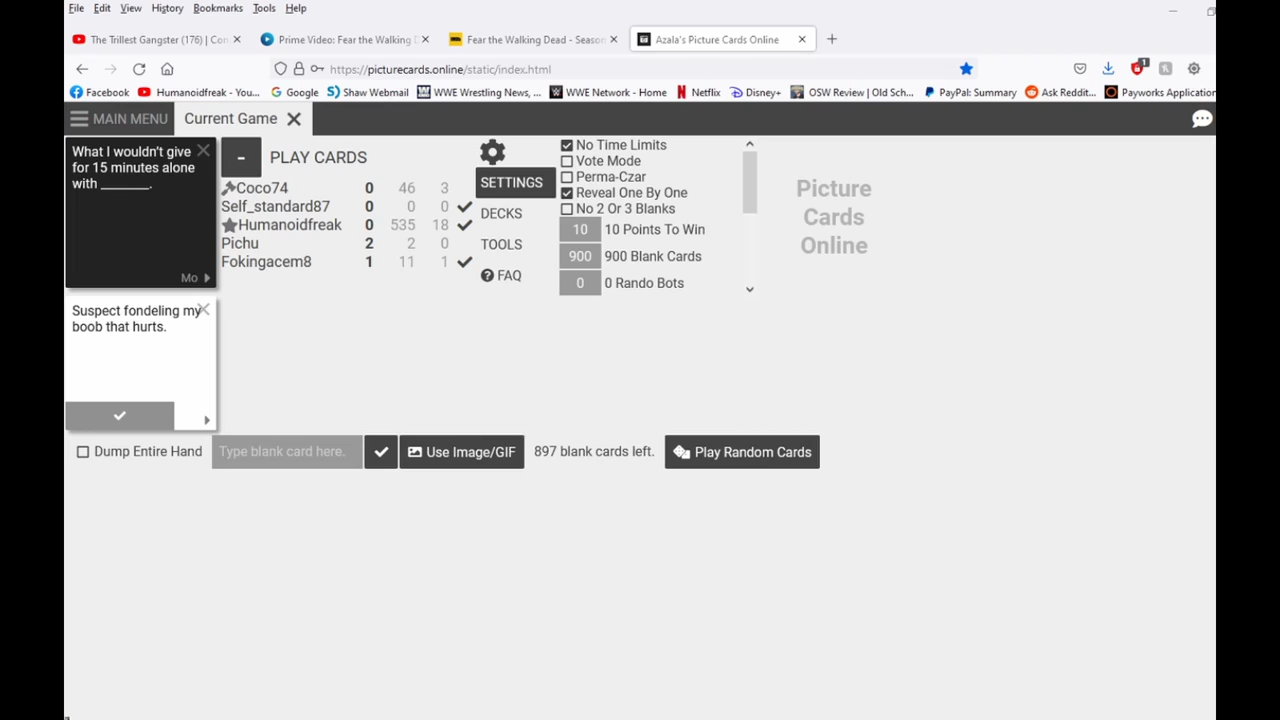 File Edit View History Bookmarks Tools Help
The Trillest Gangster (176) | Con
Prime Video: Fear the Walking D
Fear the Walking Dead - Season
Azala's Picture Cards Online
https://picturecards.online/static/index.html
1
Facebook
Humanoidfreak - You...
Google
Shaw Webmail
WWE Wrestling News, ...
WWE Network - Home
Netflix
Disney+
OSW Review | Old Sch...
PayPal: Summary
Ask Reddit...
Payworks Application
MAIN MENU
Current Game
What I wouldn't give
for 15 minutes alone
with _______.
Mo
- PLAY CARDS
Coco74 0 46 3
Self_standard87 0 0 0
Humanoidfreak 0 535 18
Pichu 2 2 0
Fokingacem8 1 11 1
SETTINGS
DECKS
TOOLS
FAQ
No Time Limits
Vote Mode
Perma-Czar
Reveal One By One
No 2 Or 3 Blanks
10 10 Points To Win
900 900 Blank Cards
0 0 Rando Bots
Picture
Cards
Online
Suspect fondeling my
boob that hurts.
Dump Entire Hand
Type blank card here.
Use Image/GIF
897 blank cards left.
Play Random Cards